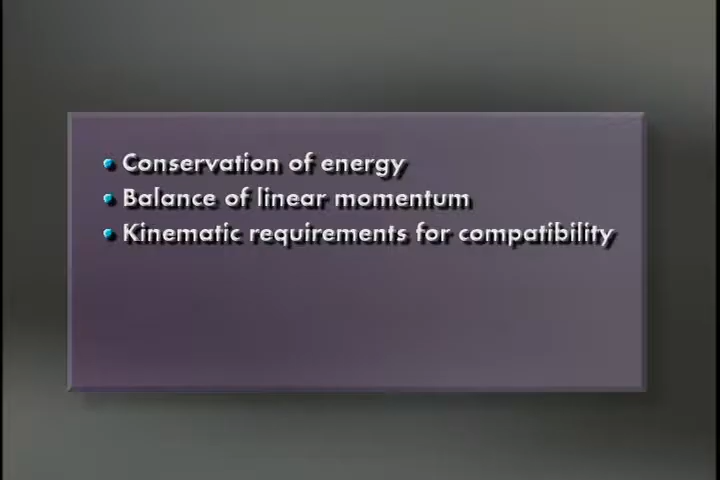 Conservation of energy
Balance of linear momentum
Kinematic requirements for compatibility